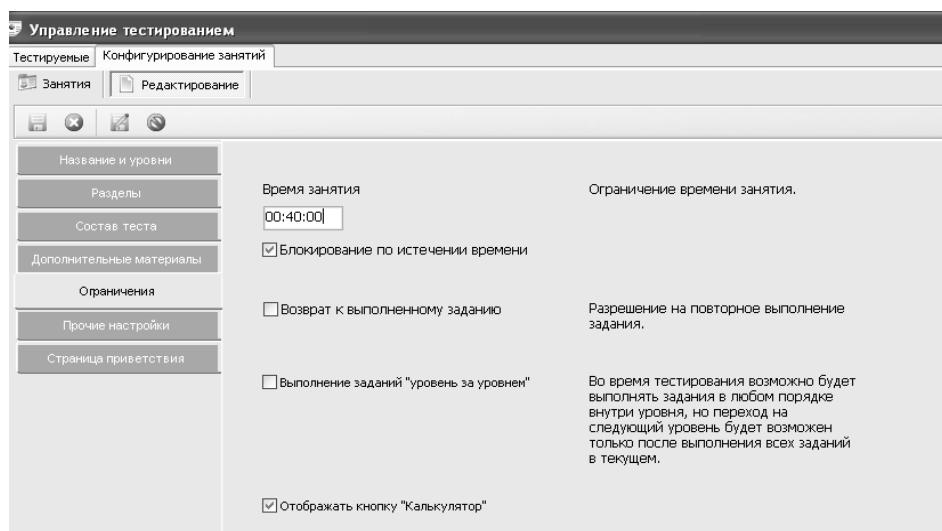 Управление тестированием
Тестируемые Конфигурирование занятий
Занятия Редактирование
Название и уровни
Разделы
Состав теста
Дополнительные материалы
Ограничения
Прочие настройки
Страница приветствия
Время занятия
Ограничение времени занятия.
00:40:00
Блокирование по истечении времени
Возврат к выполненному заданию
Разрешение на повторное выполнение
задания.
Выполнение заданий "уровень за уровнем"
Во время тестирования возможно будет
выполнять задания в любом порядке
внутри уровня, но переход на
следующий уровень будет возможен
только после выполнения всех заданий
в текущем.
Отображать кнопку "Калькулятор"